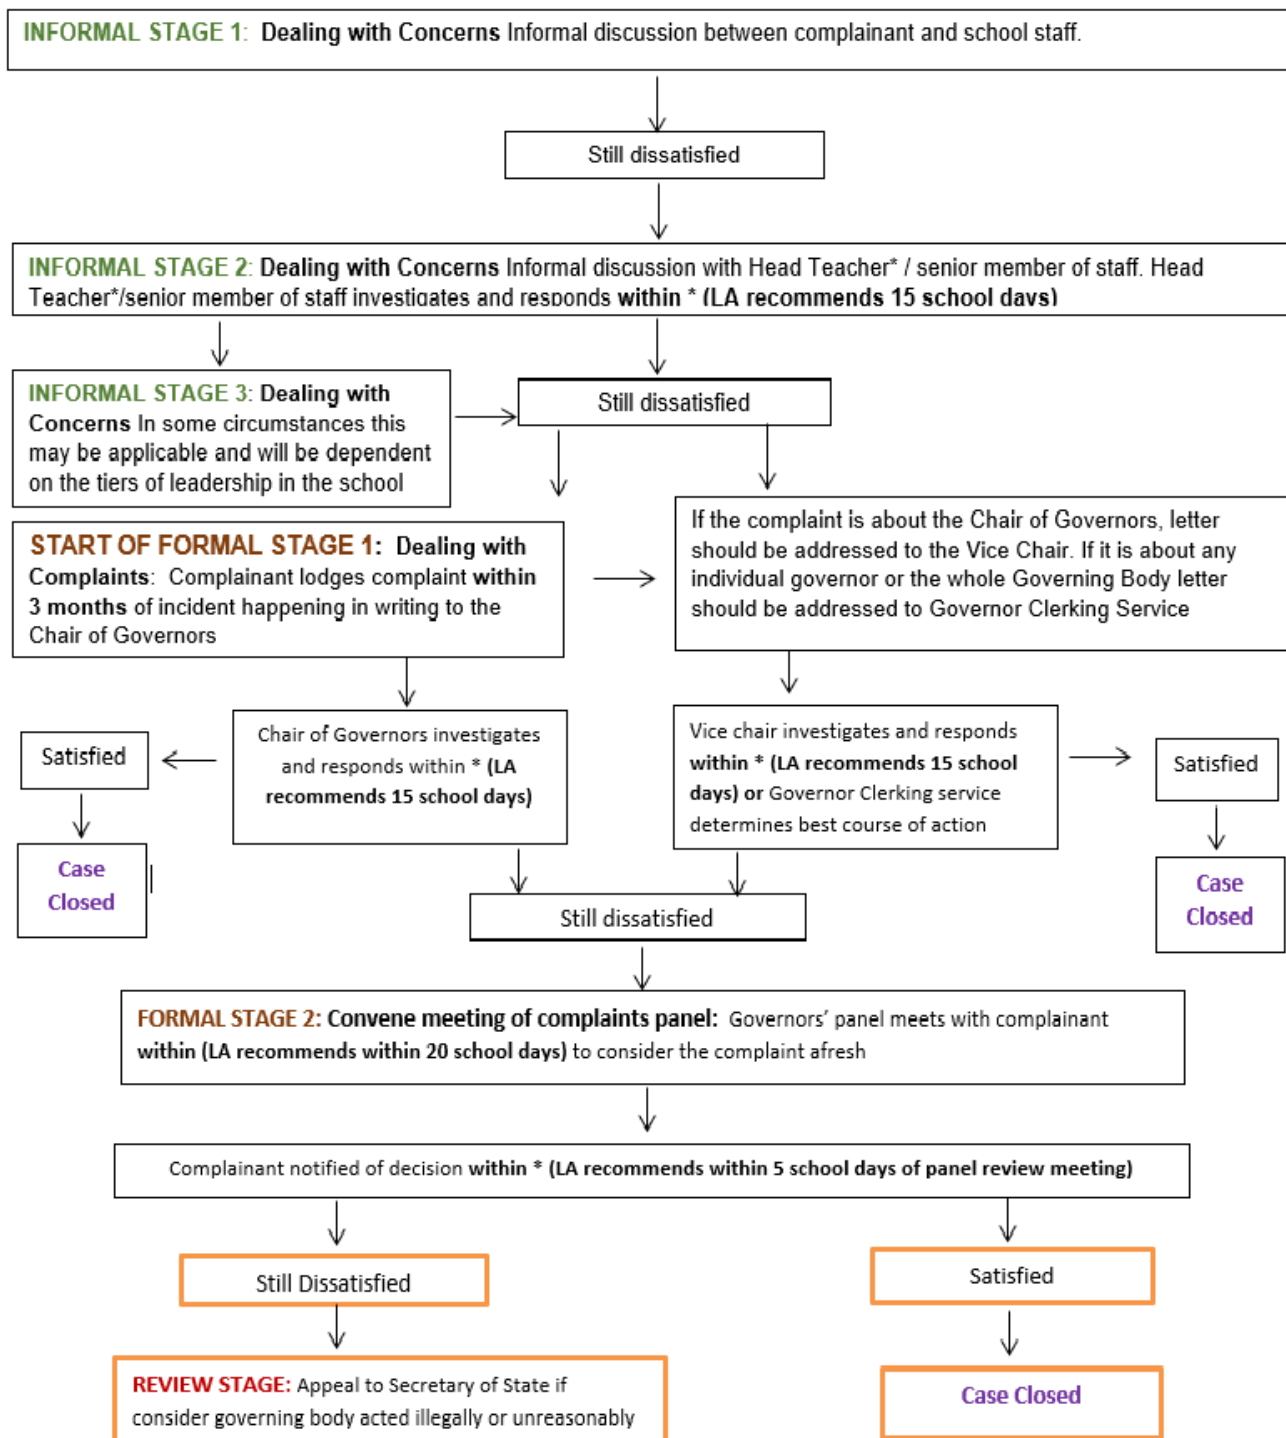 INFORMAL STAGE 1: Dealing with Concerns Informal discussion between complainant and school staff.
Still dissatisfied
INFORMAL STAGE 2: Dealing with Concerns Informal discussion with Head Teacher* / senior member of staff. Head
Teacher*/senior member of staff investigates and responds within * (LA recommends 15 school days)
INFORMAL STAGE 3: Dealing with
Concerns In some circumstances this
may be applicable and will be dependent
on the tiers of leadership in the school
Still dissatisfied
START OF FORMAL STAGE 1: Dealing with
Complaints: Complainant lodges complaint within
3 months of incident happening in writing to the
Chair of Governors
If the complaint is about the Chair of Governors, letter
should be addressed to the Vice Chair. If it is about any
individual governor or the whole Governing Body letter
should be addressed to Governor Clerking Service
Satisfied
Case
Closed
Chair of Governors investigates
and responds within * (LA
recommends 15 school days)
Vice chair investigates and responds
within * (LA recommends 15 school
days) or Governor Clerking service
determines best course of action
Satisfied
Case
Closed
Still dissatisfied
FORMAL STAGE 2: Convene meeting of complaints panel: Governors' panel meets with complainant
within (LA recommends within 20 school days) to consider the complaint afresh
Complainant notified of decision within * (LA recommends within 5 school days of panel review meeting)
Still Dissatisfied
Satisfied
REVIEW STAGE: Appeal to Secretary of State if
consider governing body acted illegally or unreasonably
Case Closed